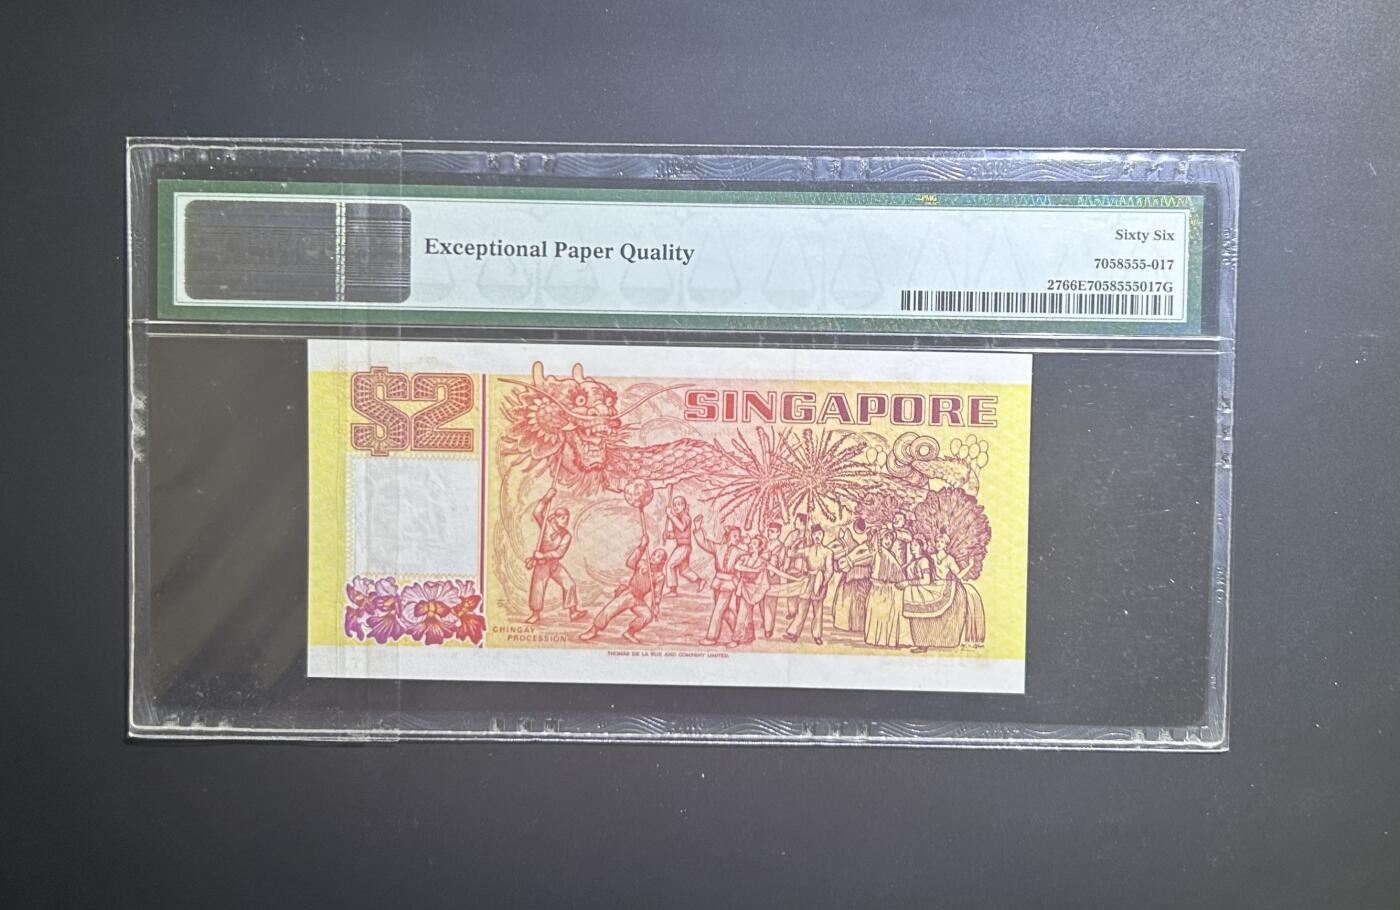 PMG
Exceptional Paper Quality
Sixty Six
7058555-017
2766E7058555017G
$2
SINGAPORE
CHINGAY
PROCESSION
THOMAS DE LA RUE AND COMPANY LIMITED.